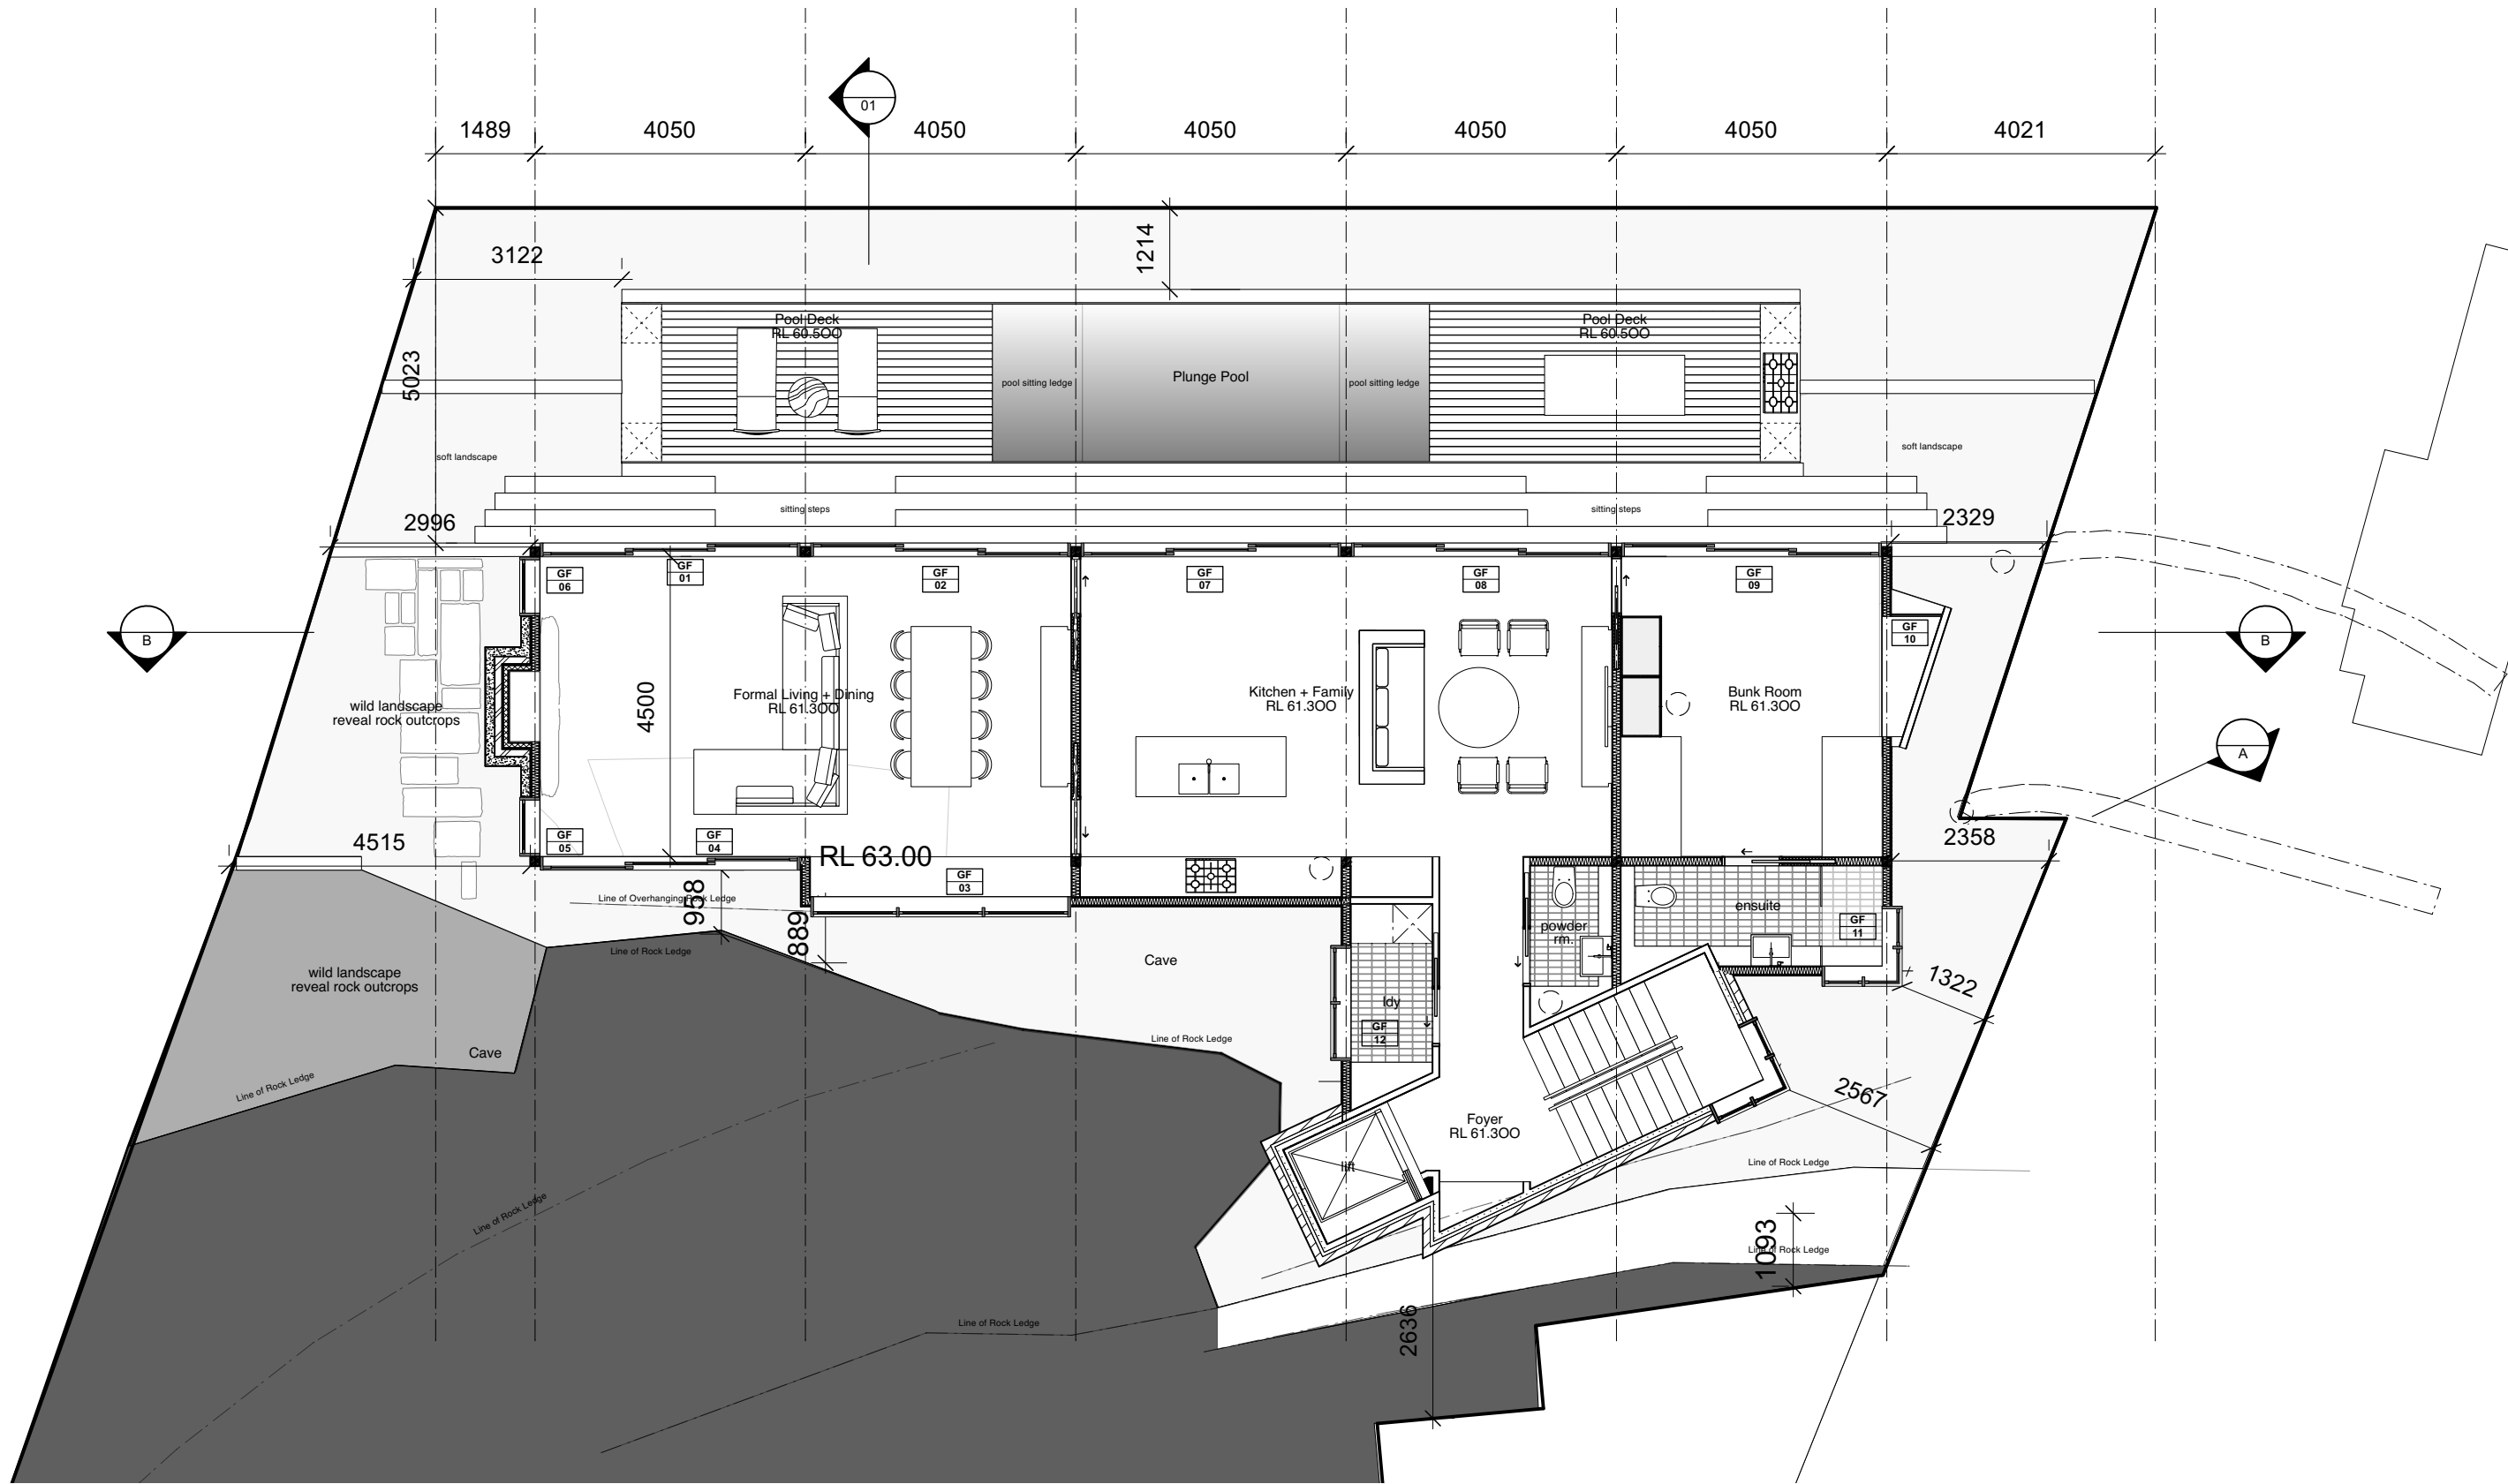 01
1489
4050
4050
4050
4050
4050
4021
3122
1214
Pool Deck
RL 60.5OO
Pool Deck
RL 60.5OO
5023
pool sitting ledge
Plunge Pool
pool sitting ledge
soft landscape
soft landscape
2996
sitting steps
sitting steps
2329
GF
06
GF
01
GF
02
GF
07
GF
08
GF
09
GF
10
B
B
A
4500
Formal Living + Dining
RL 61.3OO
Kitchen + Family
RL 61.3OO
Bunk Room
RL 61.3OO
wild landscape
reveal rock outcrops
4515
GF
05
GF
04
RL 63.00
2358
GF
03
Line of Overhanging Rock Ledge
958
889
ensuite
GF
11
powder
rm.
Line of Rock Ledge
Cave
wild landscape
reveal rock outcrops
1322
ldy
GF
12
Cave
Line of Rock Ledge
Line of Rock Ledge
2567
Foyer
RL 61.3OO
lift
Line of Rock Ledge
Line of Rock Ledge
1093
Line of Rock Ledge
Line of Rock Ledge
2636